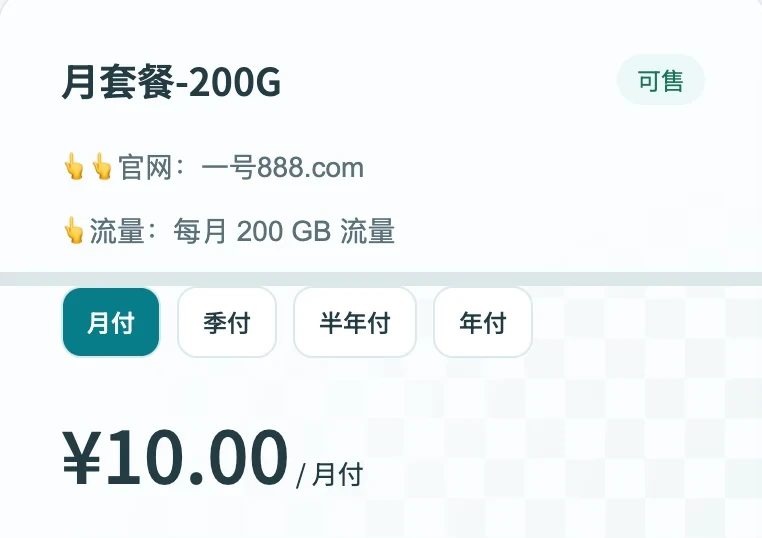 月套餐-200G 可售
👆👆官网：一号888.com
👆流量：每月 200 GB 流量
月付 季付 半年付 年付
¥10.00 / 月付